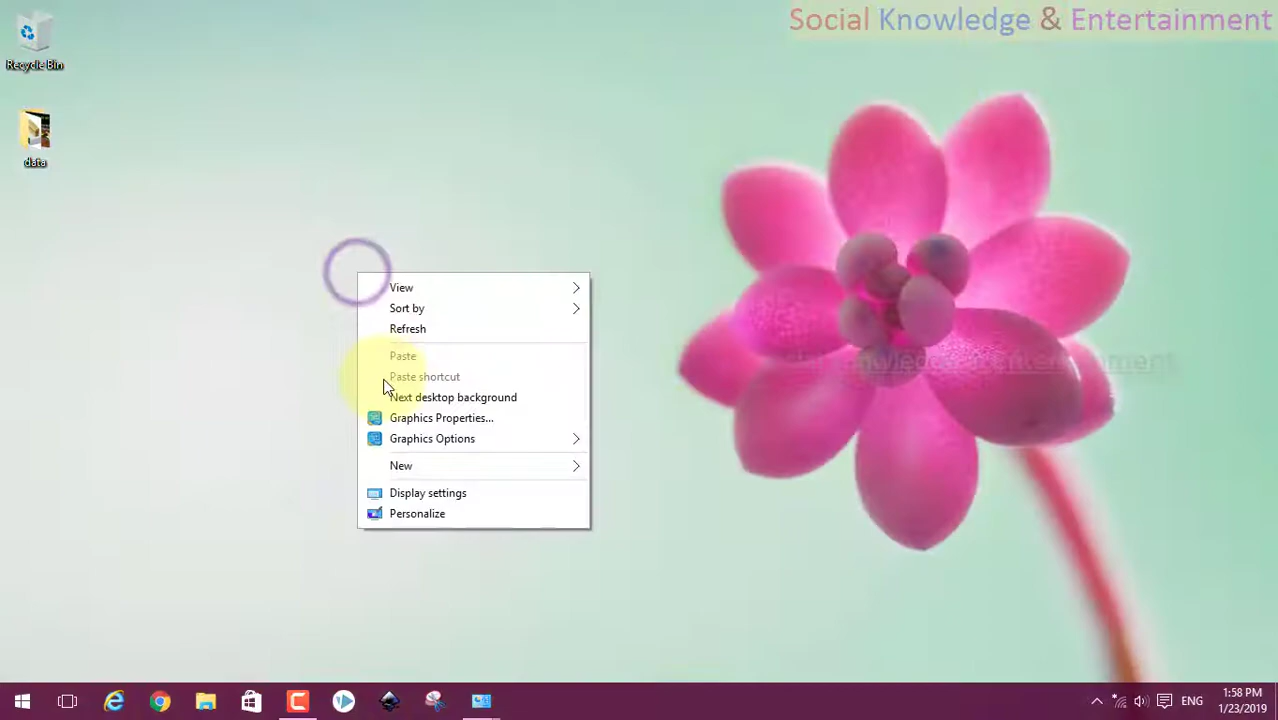 Social Knowledge & Entertainment
Recycle Bin
data
View
Sort by
Refresh
Paste
Paste shortcut
Next desktop background
Graphics Properties...
Graphics Options
New
Display settings
Personalize
ENG
1:58 PM
1/23/2019